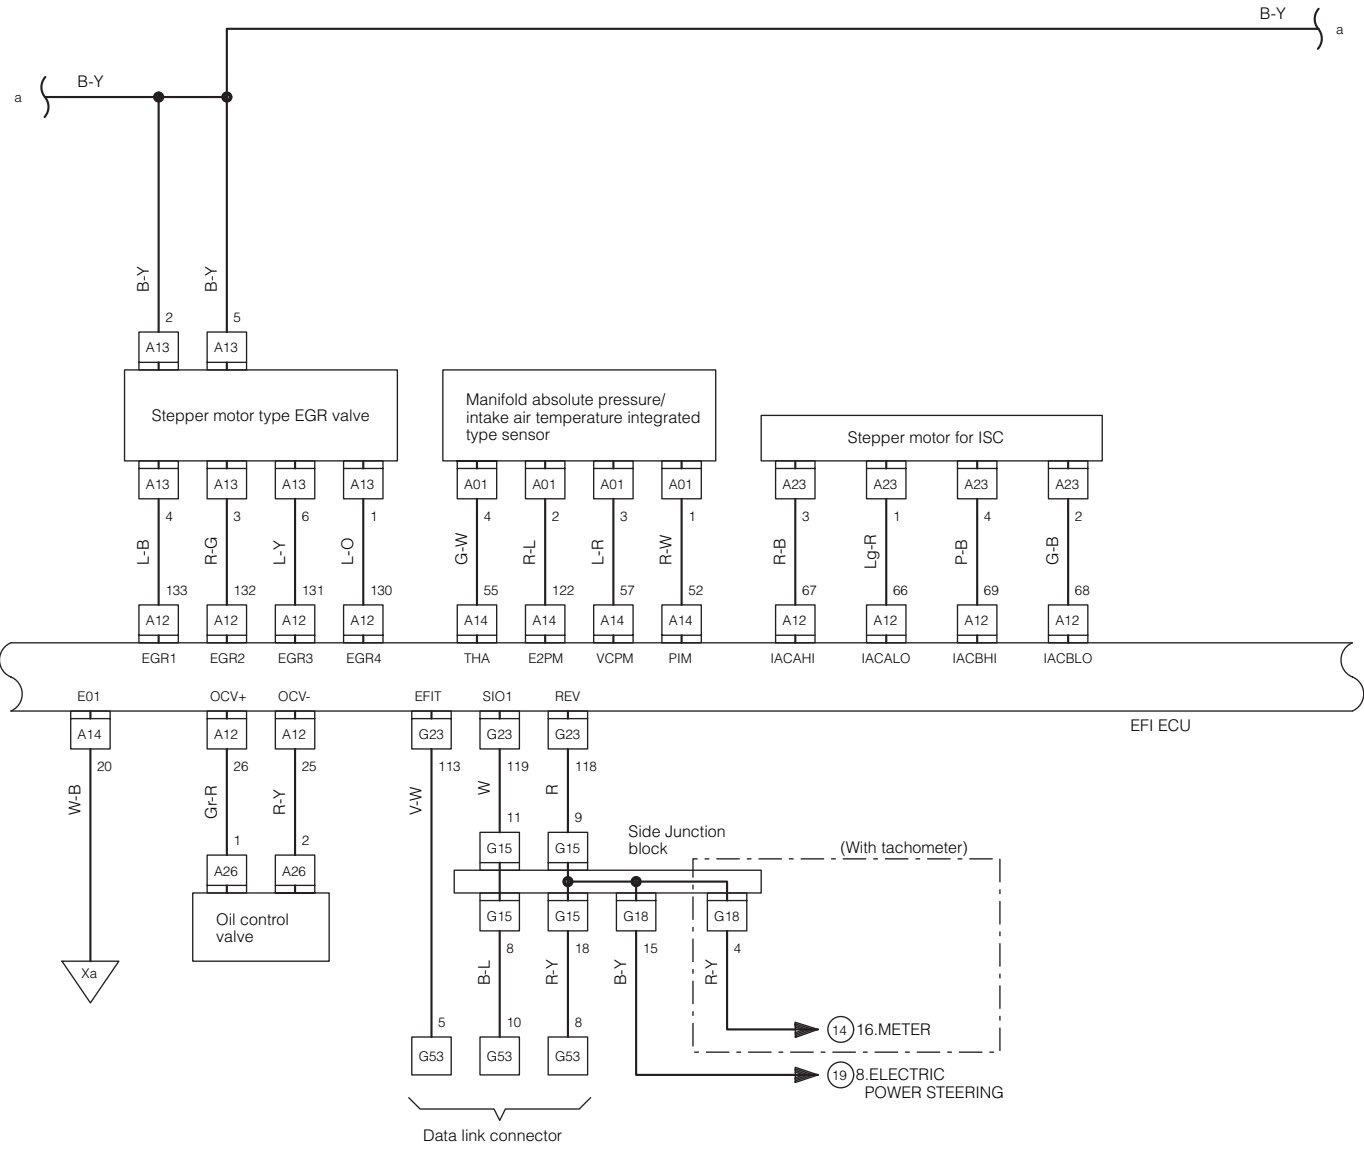 B-Y
a
a
B-Y
B-Y
B-Y
2
5
A13
A13
Stepper motor type EGR valve
Manifold absolute pressure/
intake air temperature integrated
type sensor
Stepper motor for ISC
A13
A13
A13
A13
A01
A01
A01
A01
A23
A23
A23
A23
4
3
6
1
4
2
3
1
3
1
4
2
L-B
R-G
L-Y
L-O
G-W
R-L
L-R
R-W
R-B
Lg-R
P-B
G-B
133
132
131
130
55
122
57
52
67
66
69
68
A12
A12
A12
A12
A14
A14
A14
A14
A12
A12
A12
A12
EGR1
EGR2
EGR3
EGR4
THA
E2PM
VCPM
PIM
IACAHI
IACALO
IACBHI
IACBLO
E01
OCV+
OCV-
EFIT
SIO1
REV
EFI ECU
A14
A12
A12
G23
G23
G23
20
26
25
113
119
118
W-B
Gr-R
R-Y
V-W
W
R
1
2
11
9
Side Junction
block
(With tachometer)
A26
A26
G15
G15
Oil control
valve
G15
G15
G18
G18
8
18
15
4
B-L
R-Y
B-Y
R-Y
Xa
5
10
8
14
16.METER
G53
G53
G53
19
8.ELECTRIC
POWER STEERING
Data link connector